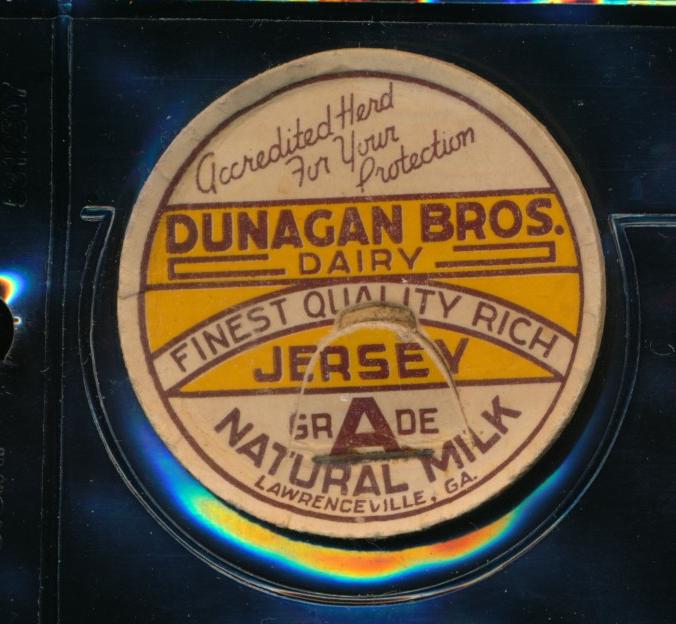 Accredited Herd
For Your
Protection
DUNAGAN BROS.
DAIRY
FINEST QUALITY RICH
JERSEY
GRADE
NATURAL MILK
LAWRENCEVILLE, GA.